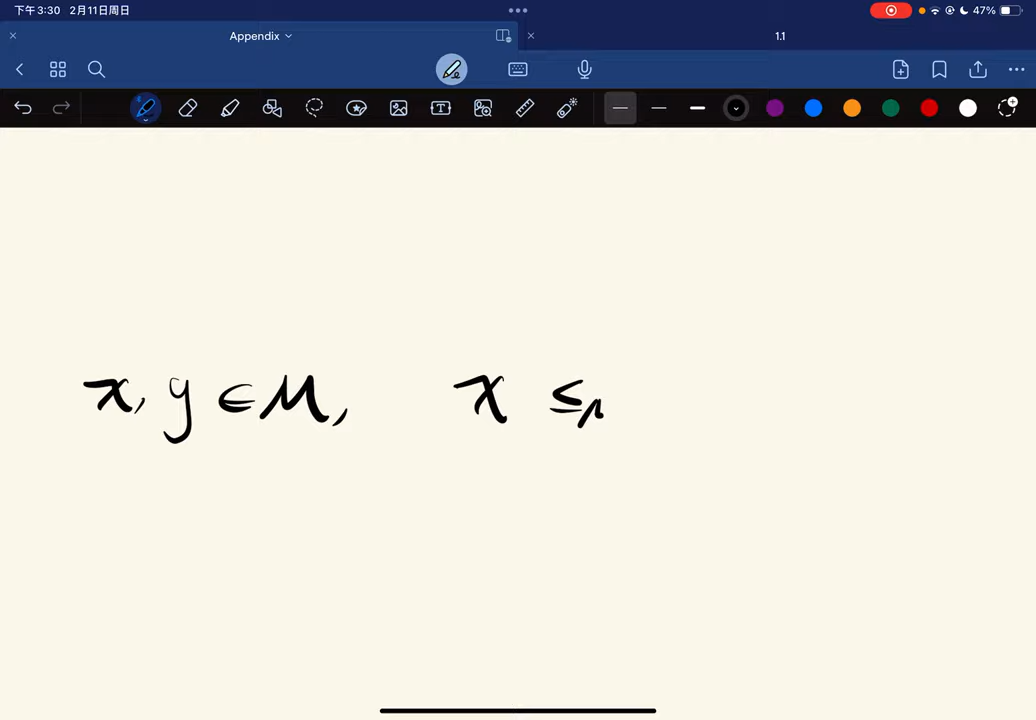 下午3:30 2月11日周日 47%
Appendix 1.1
x, y ∈ M, x ≤